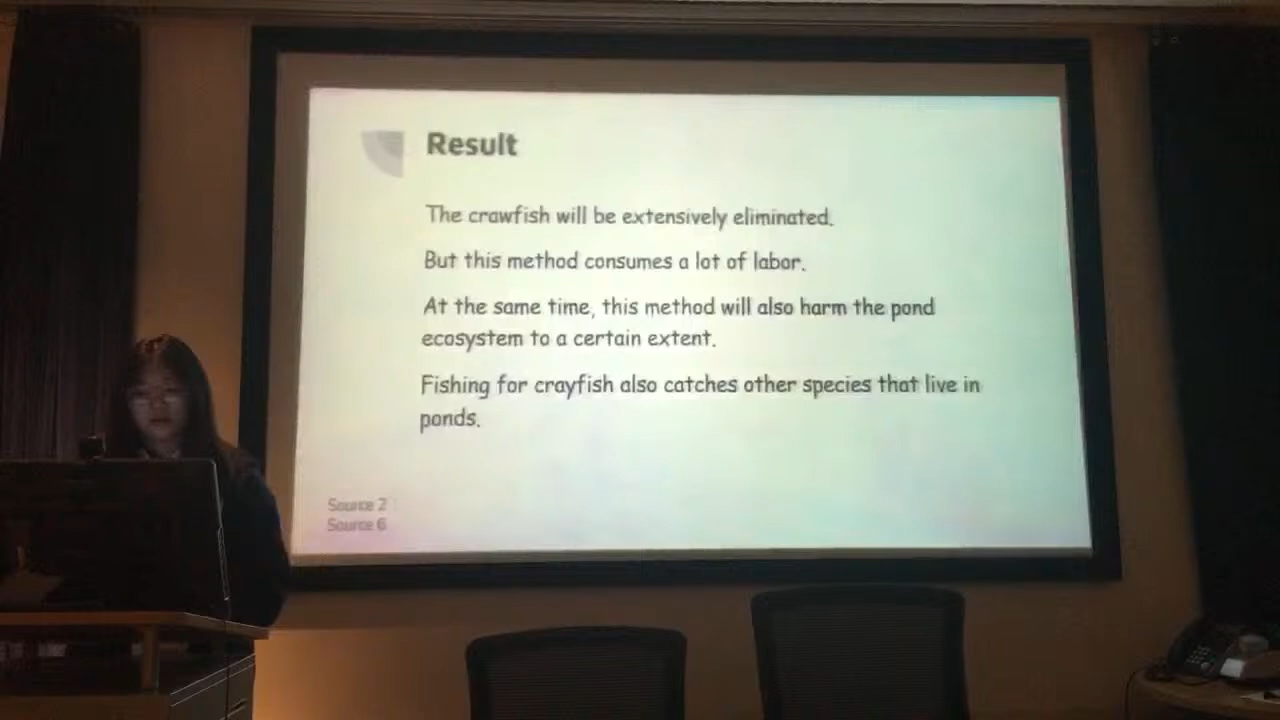 Result
The crawfish will be extensively eliminated.
But this method consumes a lot of labor.
At the same time, this method will also harm the pond
ecosystem to a certain extent.
Fishing for crayfish also catches other species that live in
ponds.
Source 2
Source 6